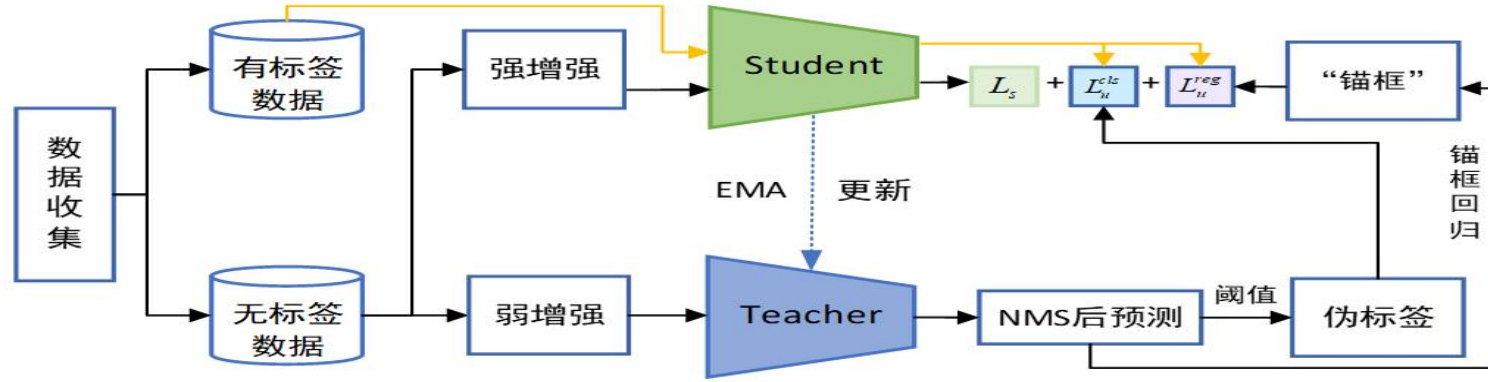 数据收集
有标签
数据
强增强
Student
L_s + L_u^{cls} + L_u^{reg}
“锚框”
EMA 更新
锚框回归
无标签
数据
弱增强
Teacher
NMS后预测
阈值
伪标签